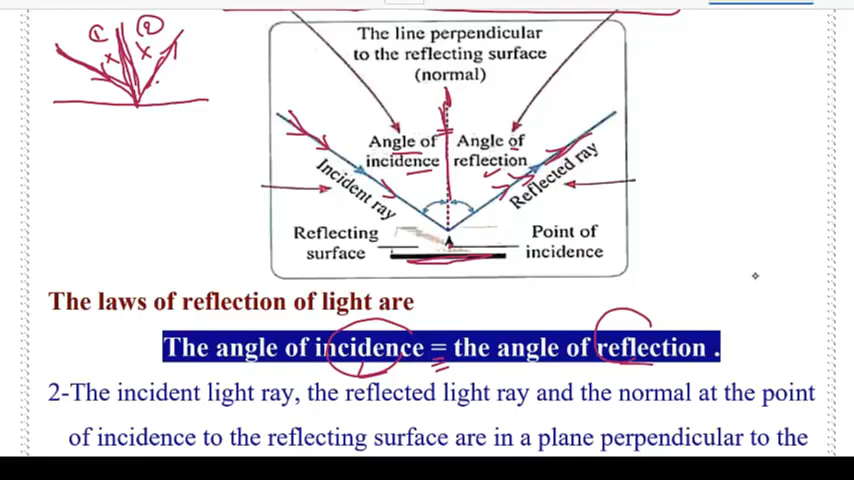 1 2
The line perpendicular
to the reflecting surface
(normal)
Angle of Angle of
incidence reflection
Incident ray
Reflected ray
Reflecting Point of
surface incidence
The laws of reflection of light are
The angle of incidence = the angle of reflection .
2-The incident light ray, the reflected light ray and the normal at the point
of incidence to the reflecting surface are in a plane perpendicular to the